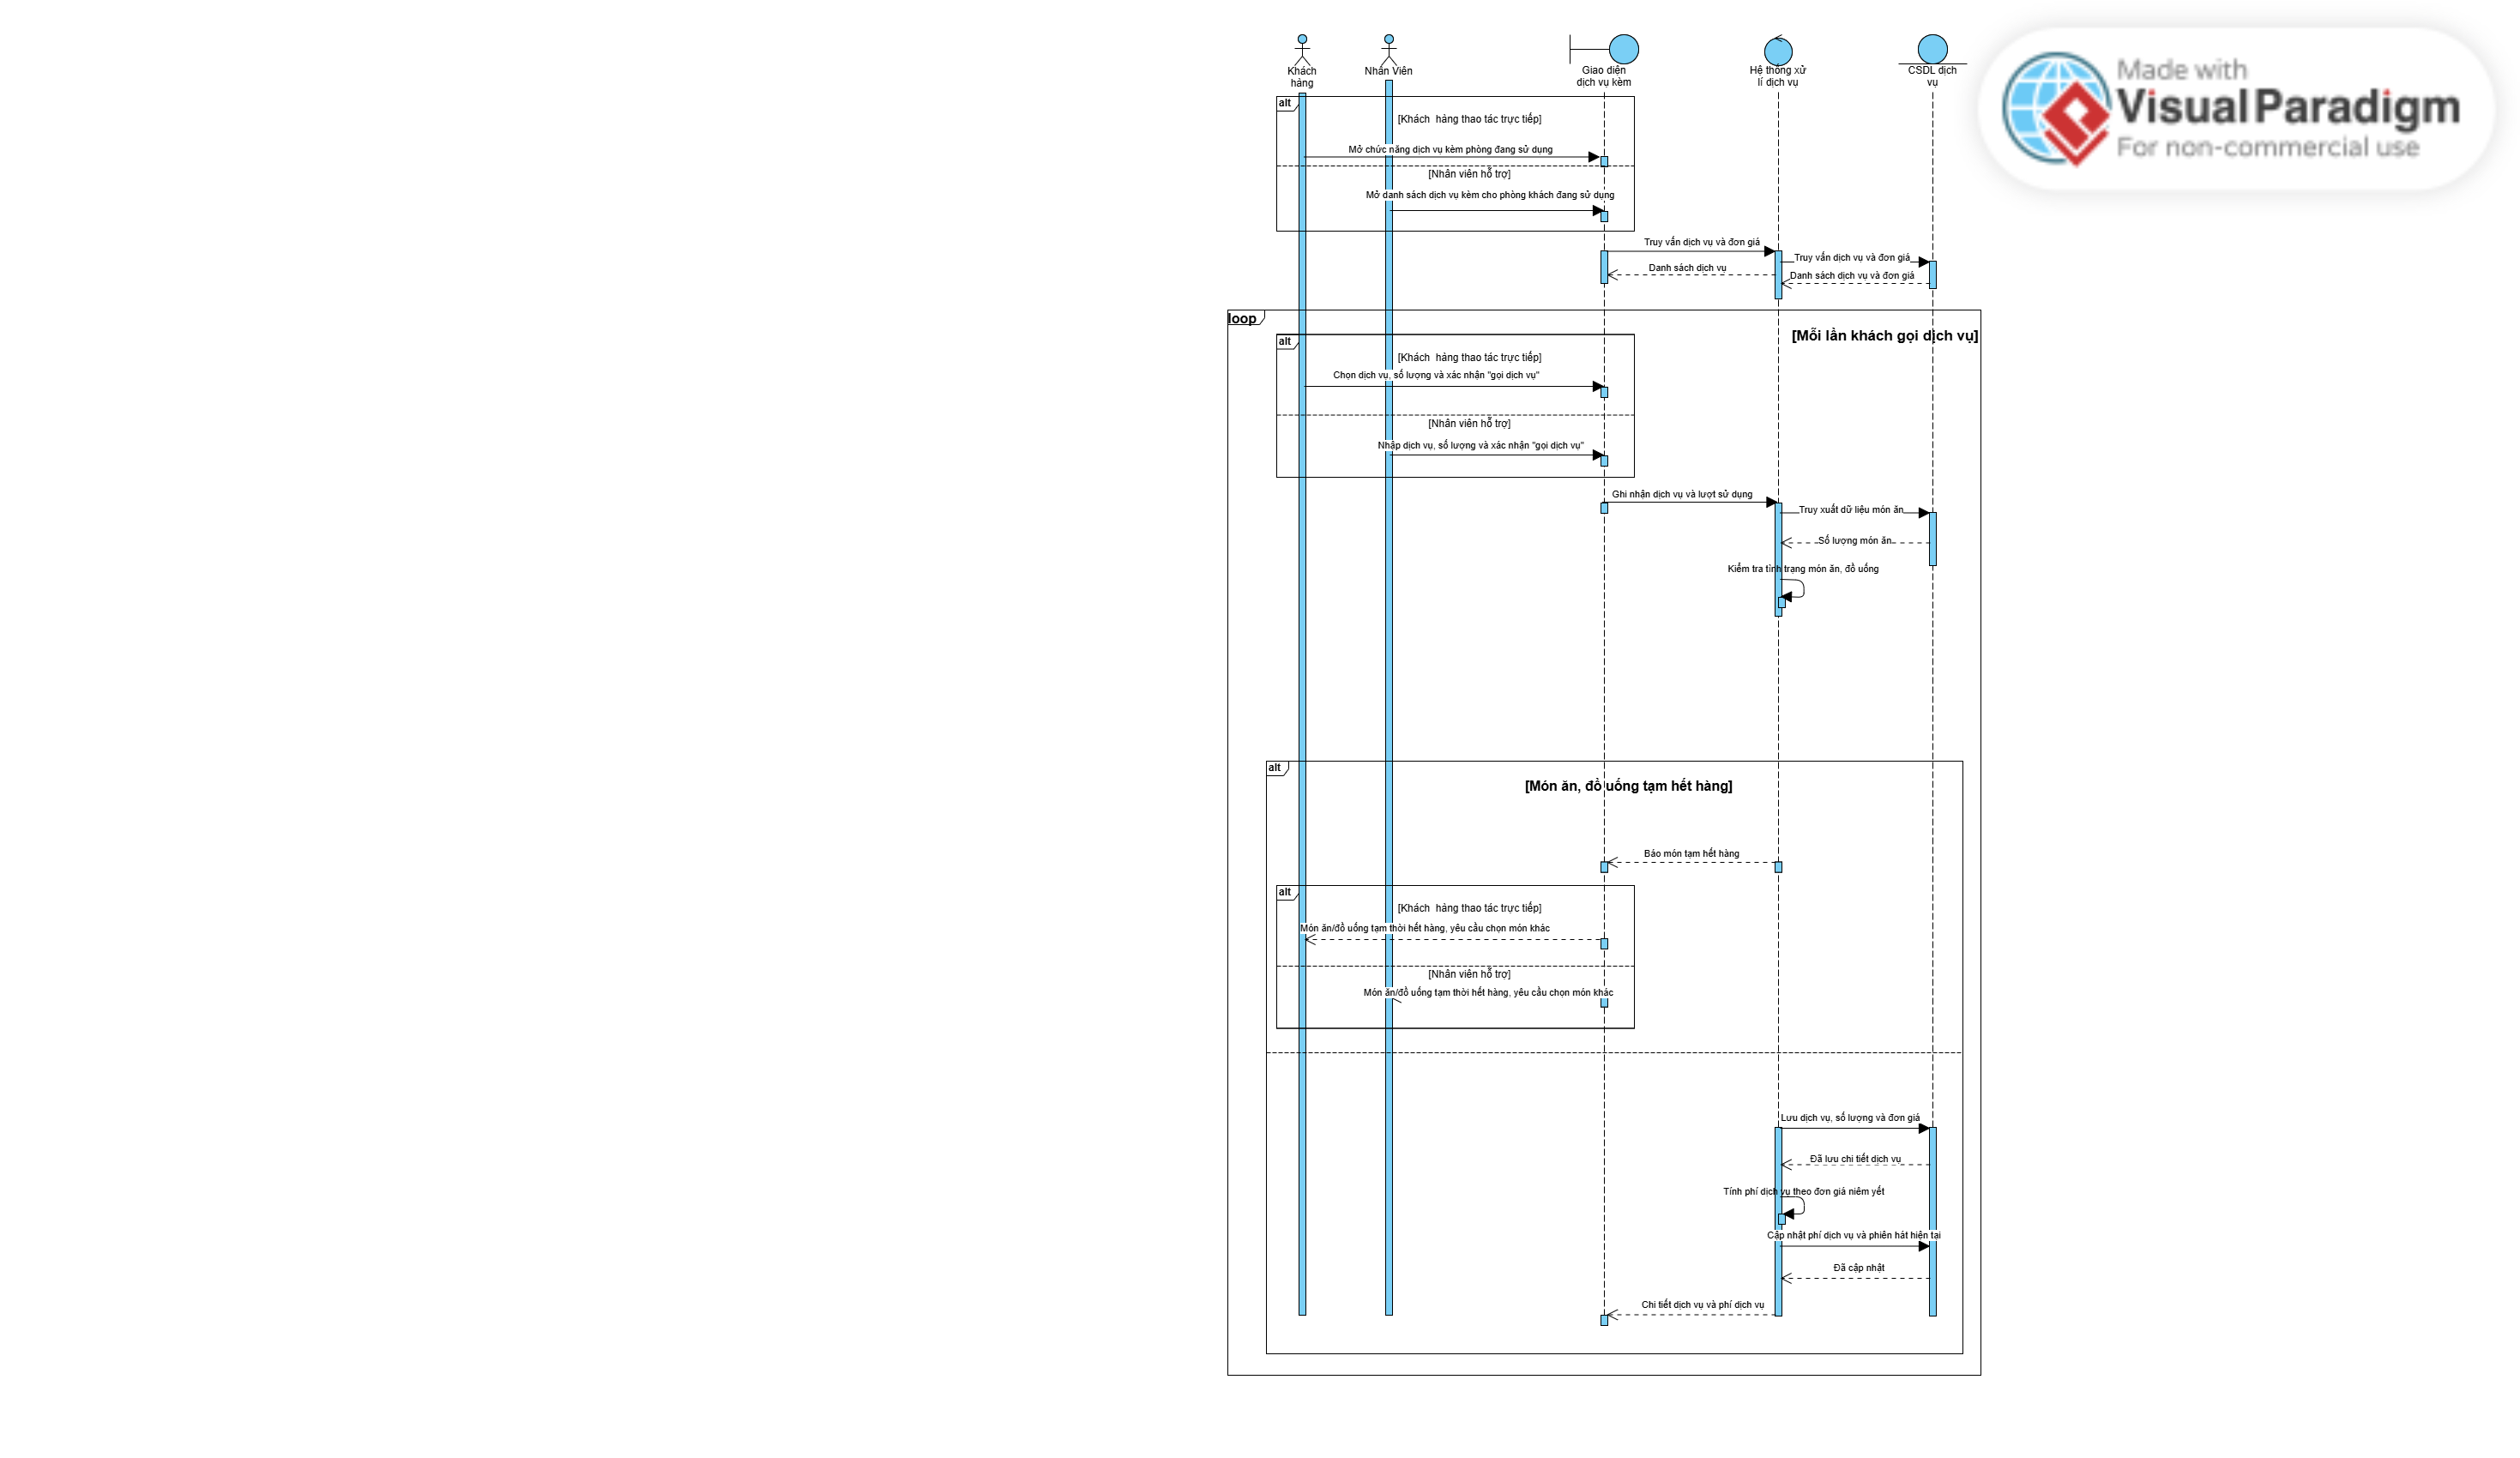 Khách
hàng
Nhân Viên
Giao diện
dịch vụ kèm
Hệ thống xử
lí dịch vụ
CSDL dịch
vụ
Made with
Visual Paradigm
For non-commercial use
alt
[Khách hàng thao tác trực tiếp]
Mở chức năng dịch vụ kèm phòng đang sử dụng
[Nhân viên hỗ trợ]
Mở danh sách dịch vụ kèm cho phòng khách đang sử dụng
Truy vấn dịch vụ và đơn giá
Truy vấn dịch vụ và đơn giá
Danh sách dịch vụ
Danh sách dịch vụ và đơn giá
loop
[Mỗi lần khách gọi dịch vụ]
alt
[Khách hàng thao tác trực tiếp]
Chọn dịch vụ, số lượng và xác nhận "gọi dịch vụ"
[Nhân viên hỗ trợ]
Nhập dịch vụ, số lượng và xác nhận "gọi dịch vụ"
Ghi nhận dịch vụ và lượt sử dụng
Truy xuất dữ liệu món ăn
Số lượng món ăn
Kiểm tra tình trạng món ăn, đồ uống
alt
[Món ăn, đồ uống tạm hết hàng]
Báo món tạm hết hàng
alt
[Khách hàng thao tác trực tiếp]
Món ăn/đồ uống tạm thời hết hàng, yêu cầu chọn món khác
[Nhân viên hỗ trợ]
Món ăn/đồ uống tạm thời hết hàng, yêu cầu chọn món khác
Lưu dịch vụ, số lượng và đơn giá
Đã lưu chi tiết dịch vụ
Tính phí dịch vụ theo đơn giá niêm yết
Cập nhật phí dịch vụ và phiên hát hiện tại
Đã cập nhật
Chi tiết dịch vụ và phí dịch vụ